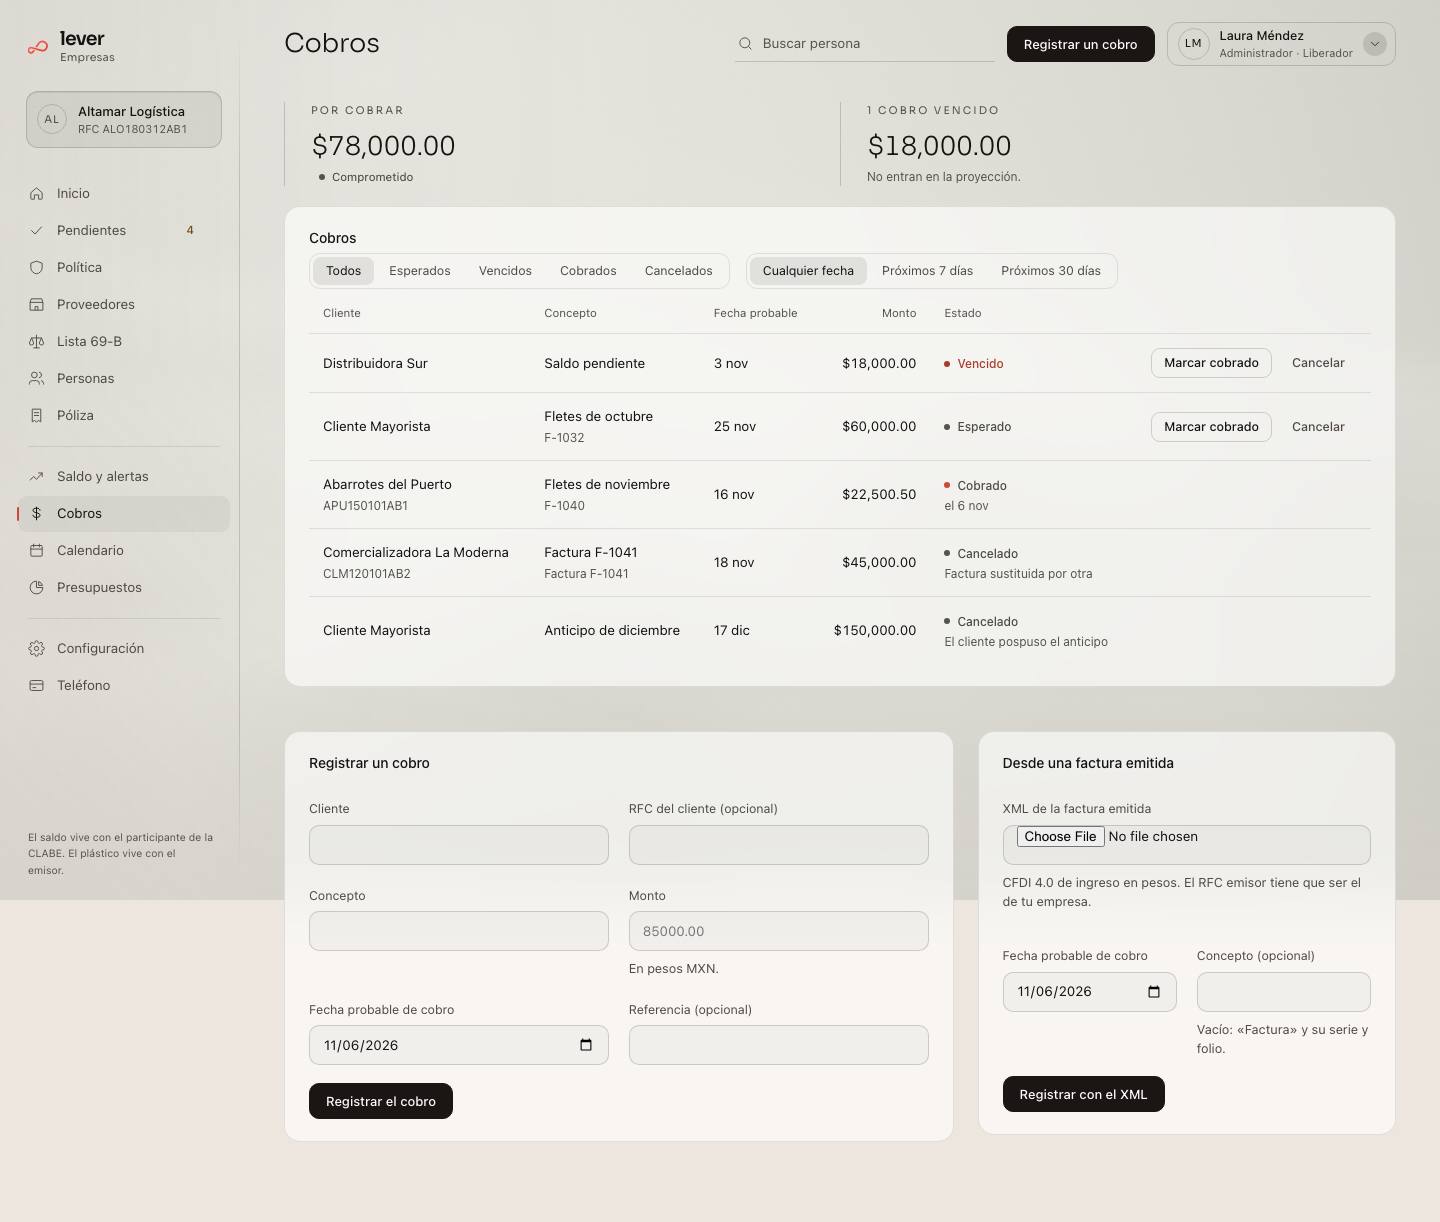 lever
Empresas
AL
Altamar Logística
RFC ALO180312AB1
Inicio
Pendientes 4
Política
Proveedores
Lista 69-B
Personas
Póliza
Saldo y alertas
Cobros
Calendario
Presupuestos
Configuración
Teléfono
El saldo vive con el participante de la
CLABE. El plástico vive con el
emisor.
Cobros
Buscar persona
Registrar un cobro
LM
Laura Méndez
Administrador · Liberador
POR COBRAR
$78,000.00
Comprometido
1 COBRO VENCIDO
$18,000.00
No entran en la proyección.
Cobros
Todos Esperados Vencidos Cobrados Cancelados
Cualquier fecha Próximos 7 días Próximos 30 días
Cliente Concepto Fecha probable Monto Estado
Distribuidora Sur Saldo pendiente 3 nov $18,000.00 Vencido Marcar cobrado Cancelar
Cliente Mayorista Fletes de octubre 25 nov $60,000.00 Esperado Marcar cobrado Cancelar
F-1032
Abarrotes del Puerto Fletes de noviembre 16 nov $22,500.50 Cobrado
APU150101AB1 F-1040 el 6 nov
Comercializadora La Moderna Factura F-1041 18 nov $45,000.00 Cancelado
CLM120101AB2 Factura F-1041 Factura sustituida por otra
Cliente Mayorista Anticipo de diciembre 17 dic $150,000.00 Cancelado
El cliente pospuso el anticipo
Registrar un cobro
Cliente RFC del cliente (opcional)
Concepto Monto
85000.00
En pesos MXN.
Fecha probable de cobro Referencia (opcional)
11/06/2026
Registrar el cobro
Desde una factura emitida
XML de la factura emitida
Choose File No file chosen
CFDI 4.0 de ingreso en pesos. El RFC emisor tiene que ser el
de tu empresa.
Fecha probable de cobro Concepto (opcional)
11/06/2026
Vacío: «Factura» y su serie y
folio.
Registrar con el XML